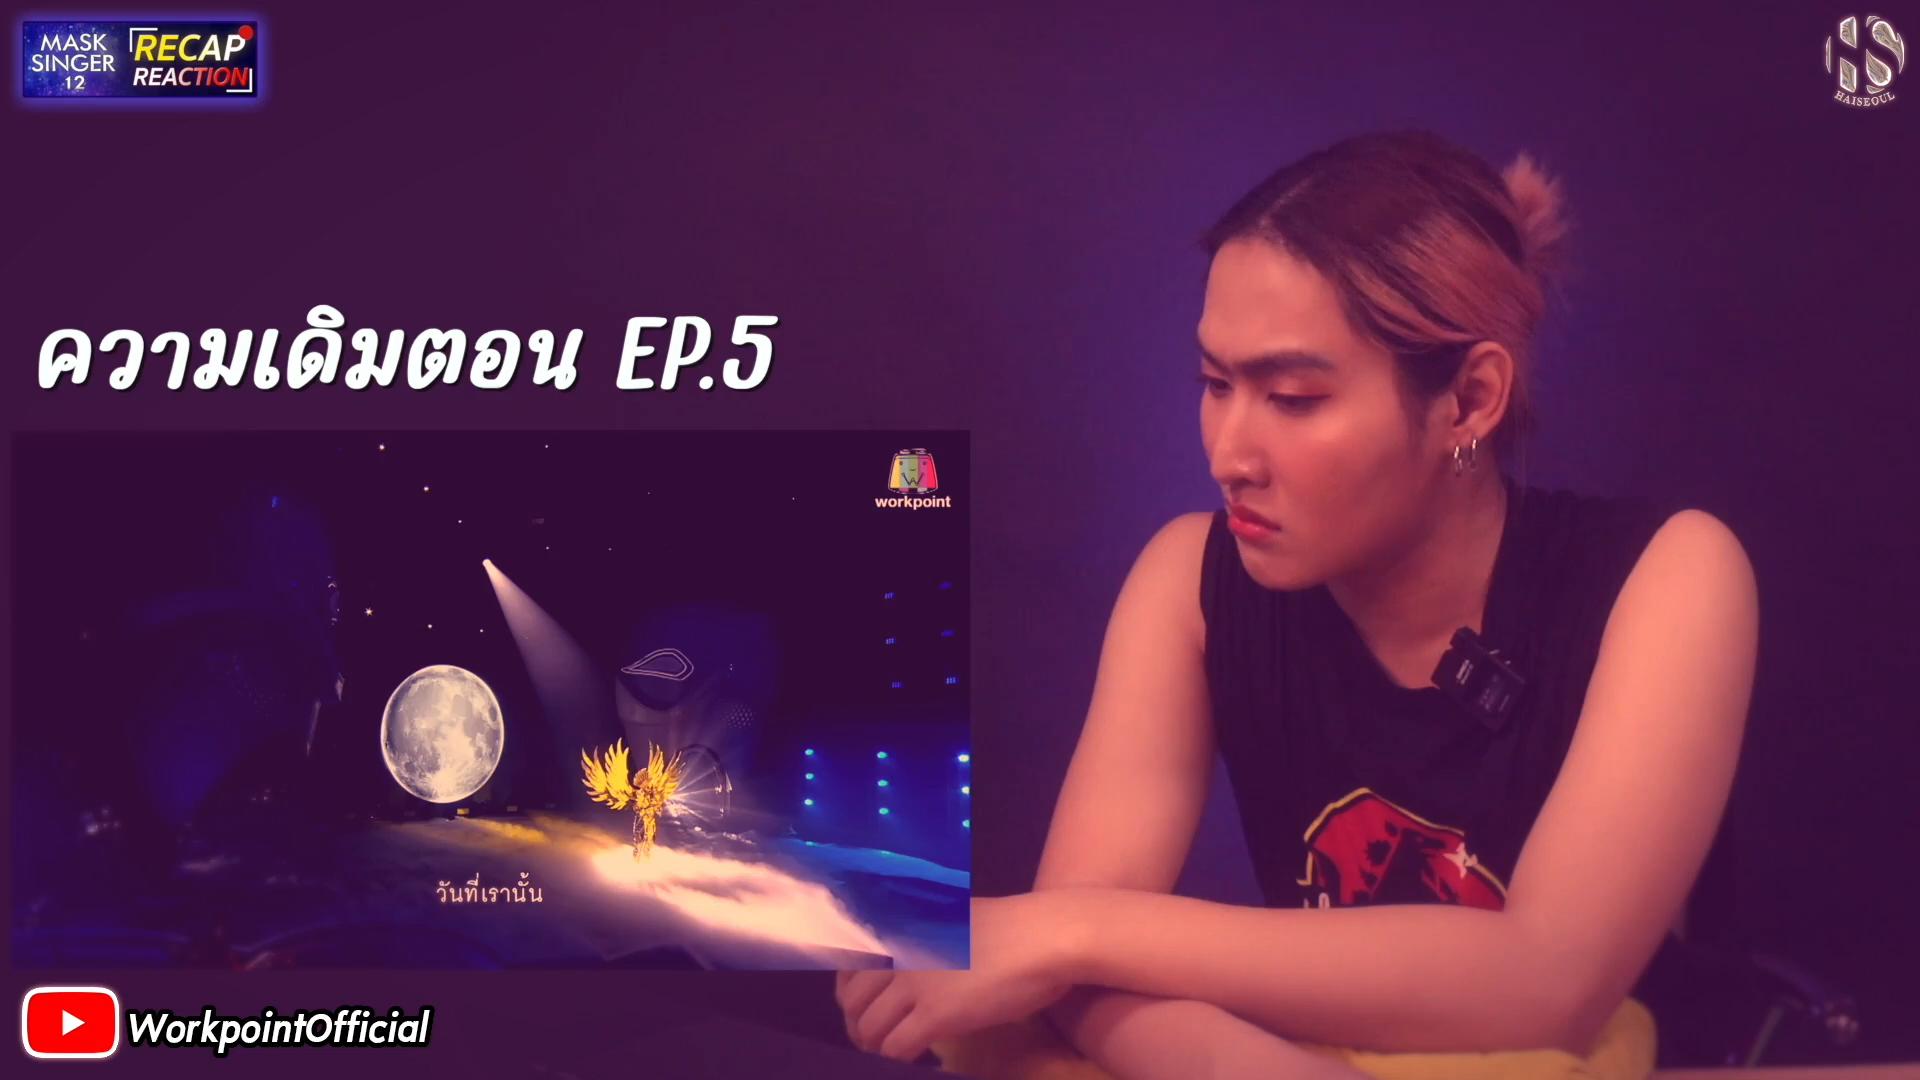 MASK
SINGER
12
RECAP
REACTION
HS
HAISEOUL
ความเดิมตอน EP.5
workpoint
วันที่เรานั้น
WorkpointOfficial